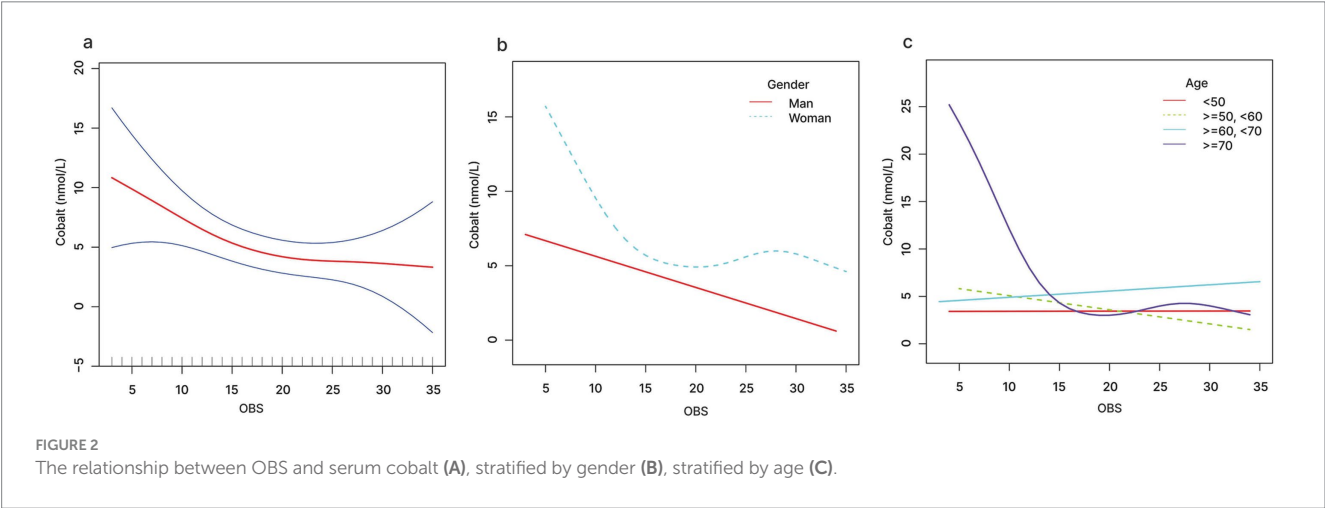 a
20
15
10
5
0
-5
Cobalt (nmol/L)
5 10 15 20 25 30 35
OBS
b
Gender
Man
Woman
15
10
5
0
Cobalt (nmol/L)
5 10 15 20 25 30 35
OBS
c
Age
<50
>=50, <60
>=60, <70
>=70
25
20
15
10
5
0
Cobalt (nmol/L)
5 10 15 20 25 30 35
OBS
FIGURE 2
The relationship between OBS and serum cobalt (A), stratified by gender (B), stratified by age (C).